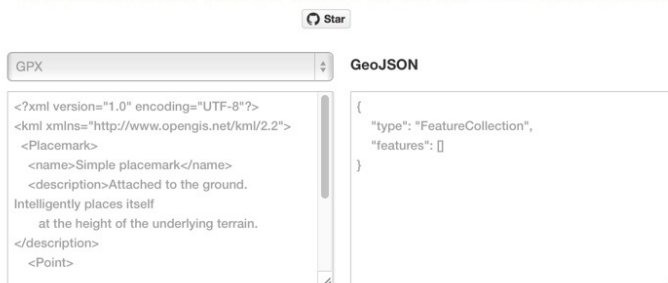 Star
GPX
GeoJSON
<?xml version="1.0" encoding="UTF-8"?>
<kml xmlns="http://www.opengis.net/kml/2.2">
<Placemark>
<name>Simple placemark</name>
<description>Attached to the ground.
Intelligently places itself
at the height of the underlying terrain.
</description>
<Point>
{
"type": "FeatureCollection",
"features": []
}